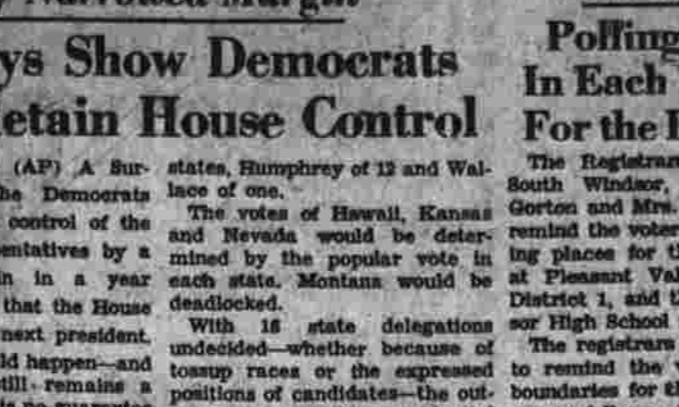 Narrowed Margin
ys Show Democrats
etain House Control
(AP) A Sur-
he Democrats
control of the
entatives by a
in in a year
that the House
next president,
ld happen—and
till remains a
states, Humphrey of 12 and Wal-
lace of one.
The votes of Hawaii, Kansas
and Nevada would be deter-
mined by the popular vote in
each state. Montana would be
deadlocked.
With 16 state delegations
undecided—whether because of
tossup races or the expressed
positions of candidates—the out-
Polling
In Each
For the
The Registrars
South Windsor,
Gorton and Mrs.
remind the voter
ing places for t
at Pleasant Val
District 1, and t
sor High School
The registrars
to remind the v
boundaries for th